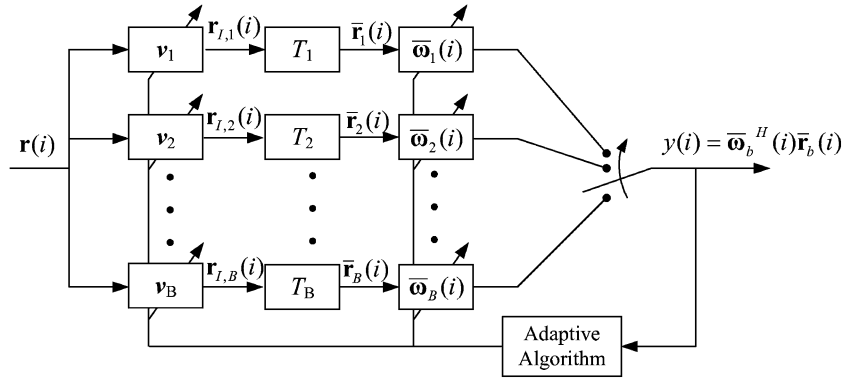 r(i)
v₁ r_{I,1}(i) T₁ r̄₁(i) ω̄₁(i)
v₂ r_{I,2}(i) T₂ r̄₂(i) ω̄₂(i)
v_B r_{I,B}(i) T_B r̄_B(i) ω̄_B(i)
y(i) = ω̄_b^H(i)r̄_b(i)
Adaptive
Algorithm